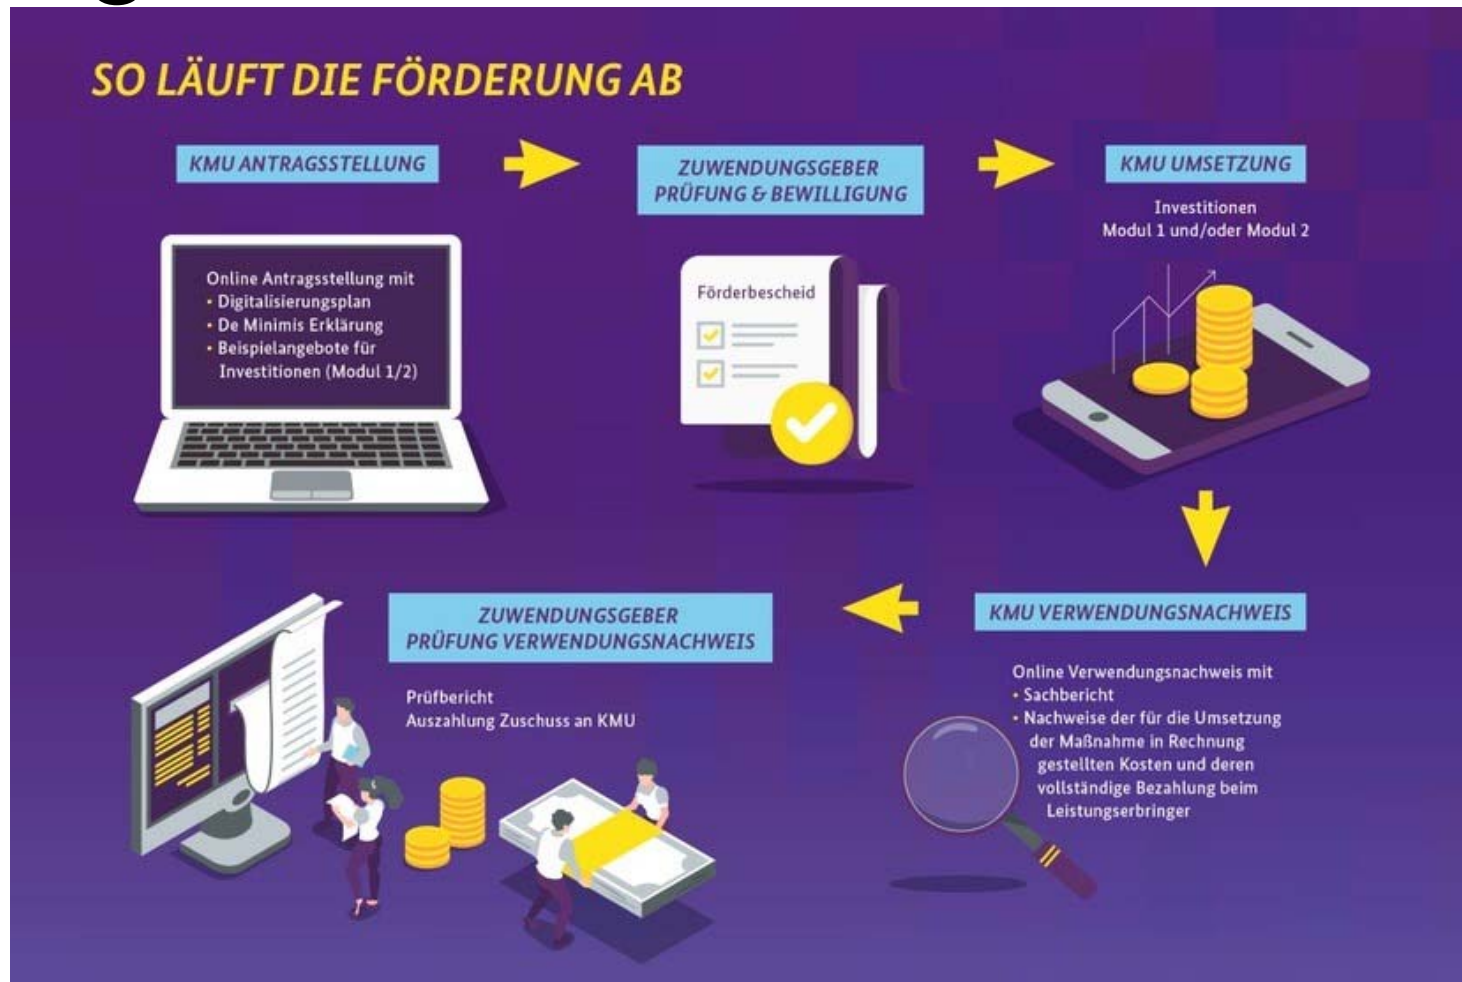 SO LÄUFT DIE FÖRDERUNG AB
KMU ANTRAGSSTELLUNG
Online Antragsstellung mit
• Digitalisierungsplan
• De Minimis Erklärung
• Beispielangebote für
Investitionen (Modul 1/2)
ZUWENDUNGSGEBER
PRÜFUNG & BEWILLIGUNG
Förderbescheid
KMU UMSETZUNG
Investitionen
Modul 1 und/oder Modul 2
KMU VERWENDUNGSNACHWEIS
Online Verwendungsnachweis mit
• Sachbericht
• Nachweise der für die Umsetzung
der Maßnahme in Rechnung
gestellten Kosten und deren
vollständige Bezahlung beim
Leistungserbringer
ZUWENDUNGSGEBER
PRÜFUNG VERWENDUNGSNACHWEIS
Prüfbericht
Auszahlung Zuschuss an KMU